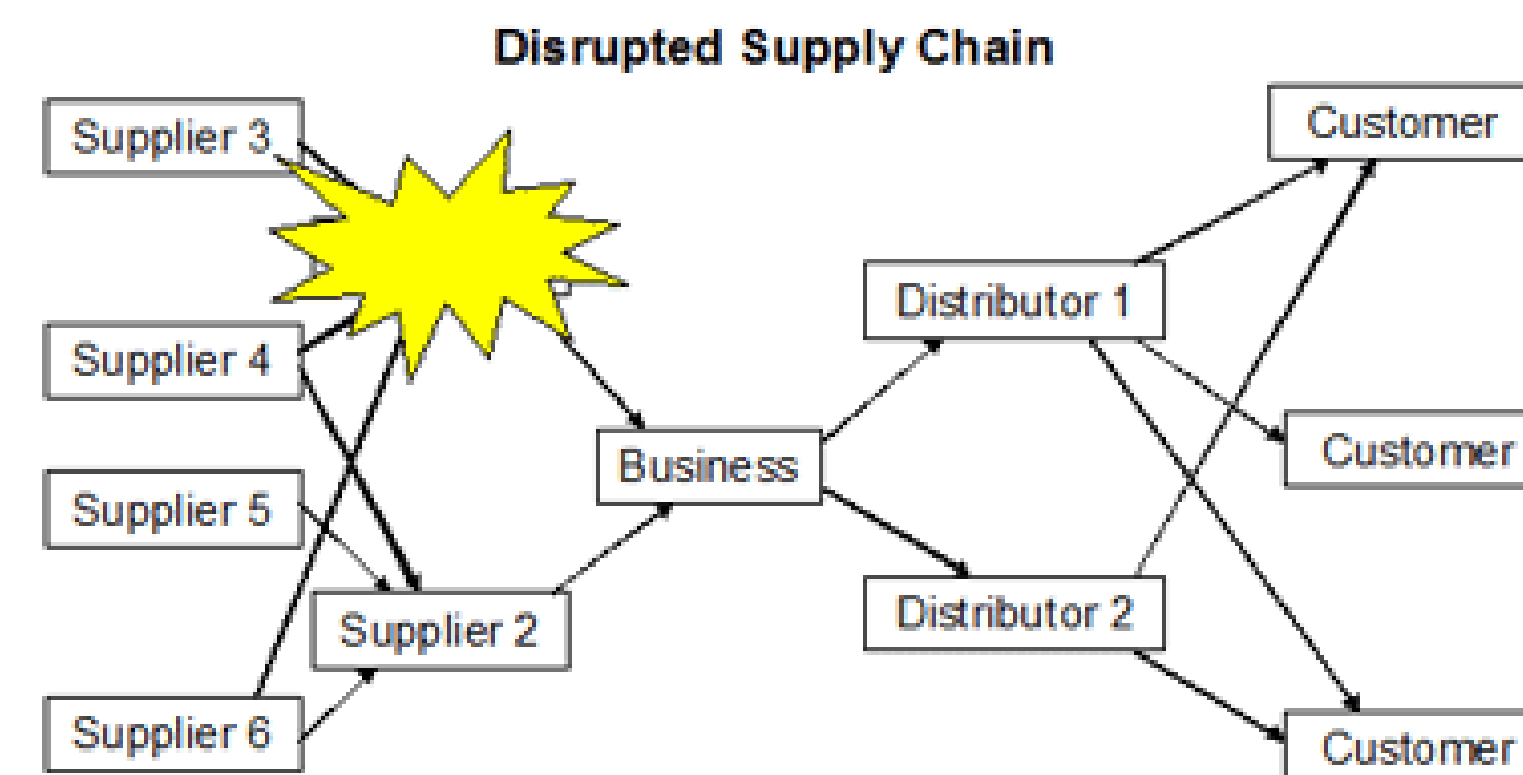 Disrupted Supply Chain
Supplier 3
Customer
Distributor 1
Supplier 4
Business
Customer
Supplier 5
Supplier 2
Distributor 2
Supplier 6
Customer